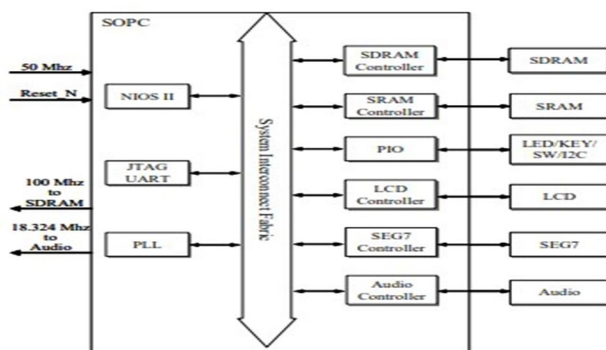 SOPC
50 Mhz
Reset_N
100 Mhz
to
SDRAM
18.324 Mhz
to
Audio
NIOS II
JTAG
UART
PLL
System Interconnect Fabric
SDRAM
Controller
SRAM
Controller
PIO
LCD
Controller
SEG7
Controller
Audio
Controller
SDRAM
SRAM
LED/KEY/
SW/I2C
LCD
SEG7
Audio